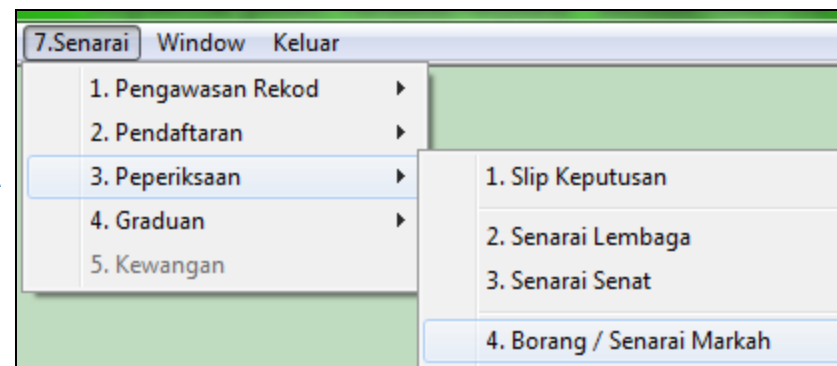 7.Senarai Window Keluar
1. Pengawasan Rekod
2. Pendaftaran
3. Peperiksaan
4. Graduan
5. Kewangan
1. Slip Keputusan
2. Senarai Lembaga
3. Senarai Senat
4. Borang / Senarai Markah